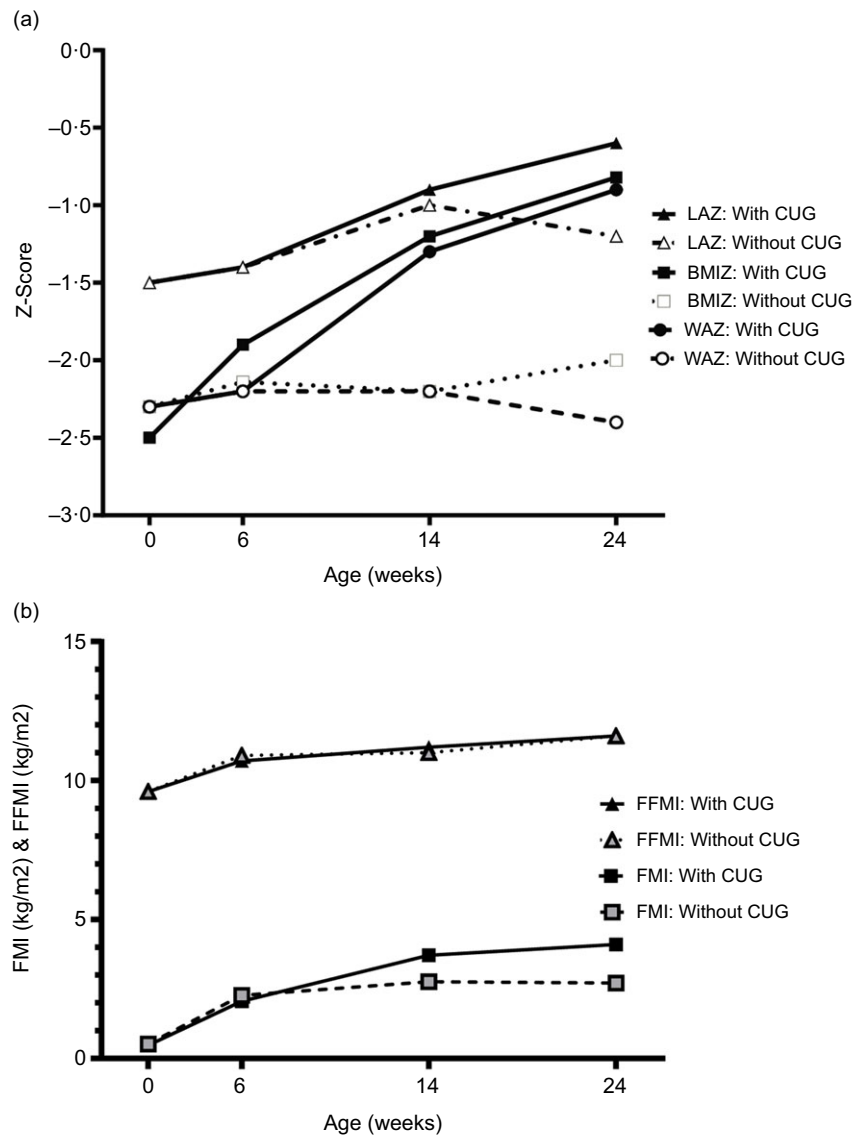 (a)
0·0
–0·5
–1·0
–1·5
–2·0
–2·5
–3·0
Z-Score
0 6 14 24
Age (weeks)
LAZ: With CUG
LAZ: Without CUG
BMIZ: With CUG
BMIZ: Without CUG
WAZ: With CUG
WAZ: Without CUG
(b)
15
10
5
0
FMI (kg/m2) & FFMI (kg/m2)
0 6 14 24
Age (weeks)
FFMI: With CUG
FFMI: Without CUG
FMI: With CUG
FMI: Without CUG